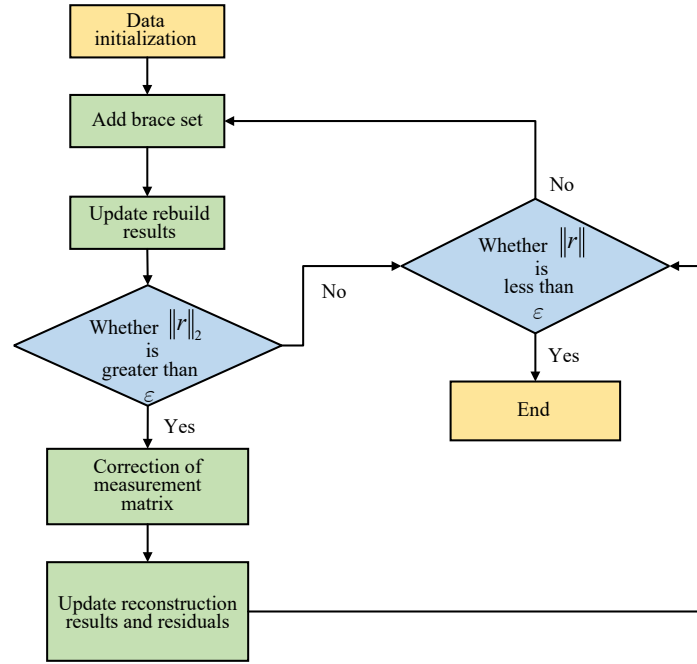 Data
initialization
Add brace set
Update rebuild
results
Whether ‖r‖₂
is
greater than
ε
No
Yes
Correction of
measurement
matrix
Update reconstruction
results and residuals
No
Whether ‖r‖
is
less than
ε
Yes
End